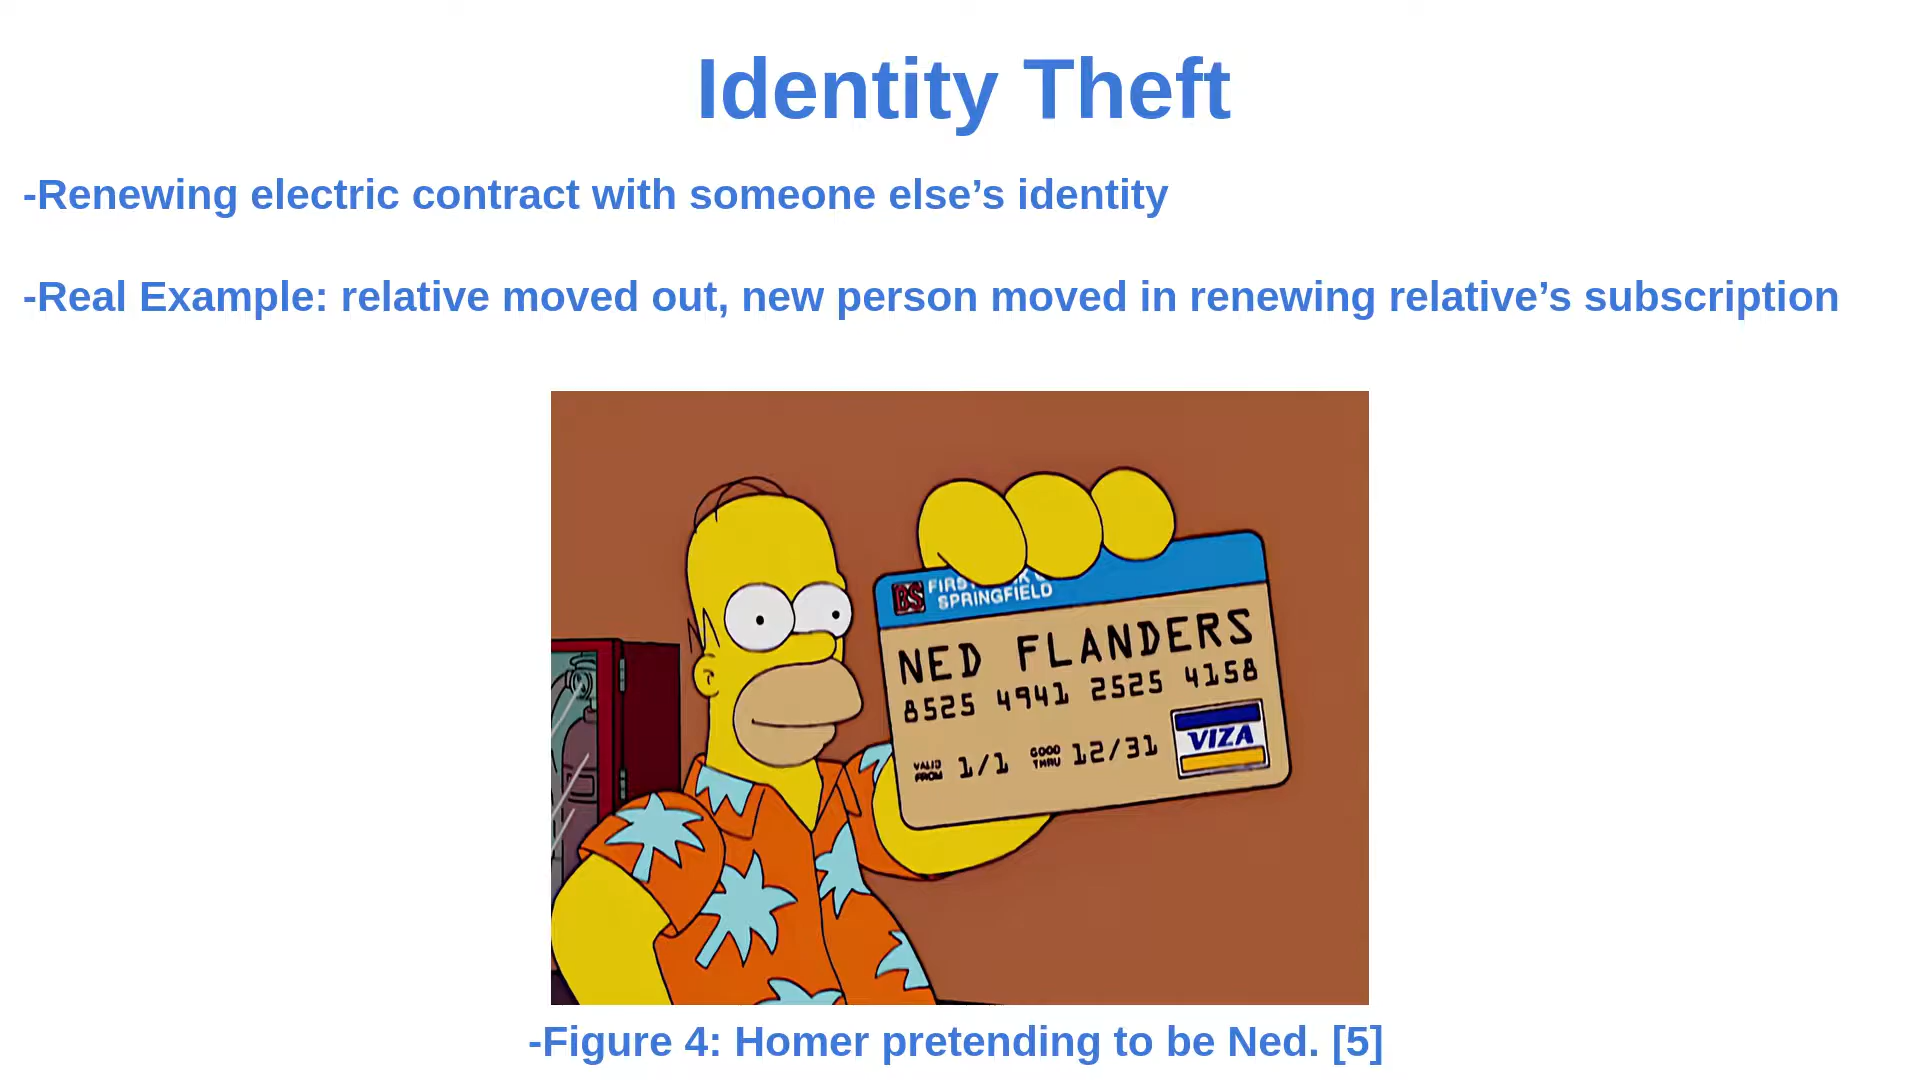 Identity Theft
-Renewing electric contract with someone else’s identity
-Real Example: relative moved out, new person moved in renewing relative’s subscription
BS
SPRINGFIELD
NED FLANDERS
8525 4941 2525 4158
VALID FROM 1/1 GOOD THRU 12/31
VIZA
-Figure 4: Homer pretending to be Ned. [5]